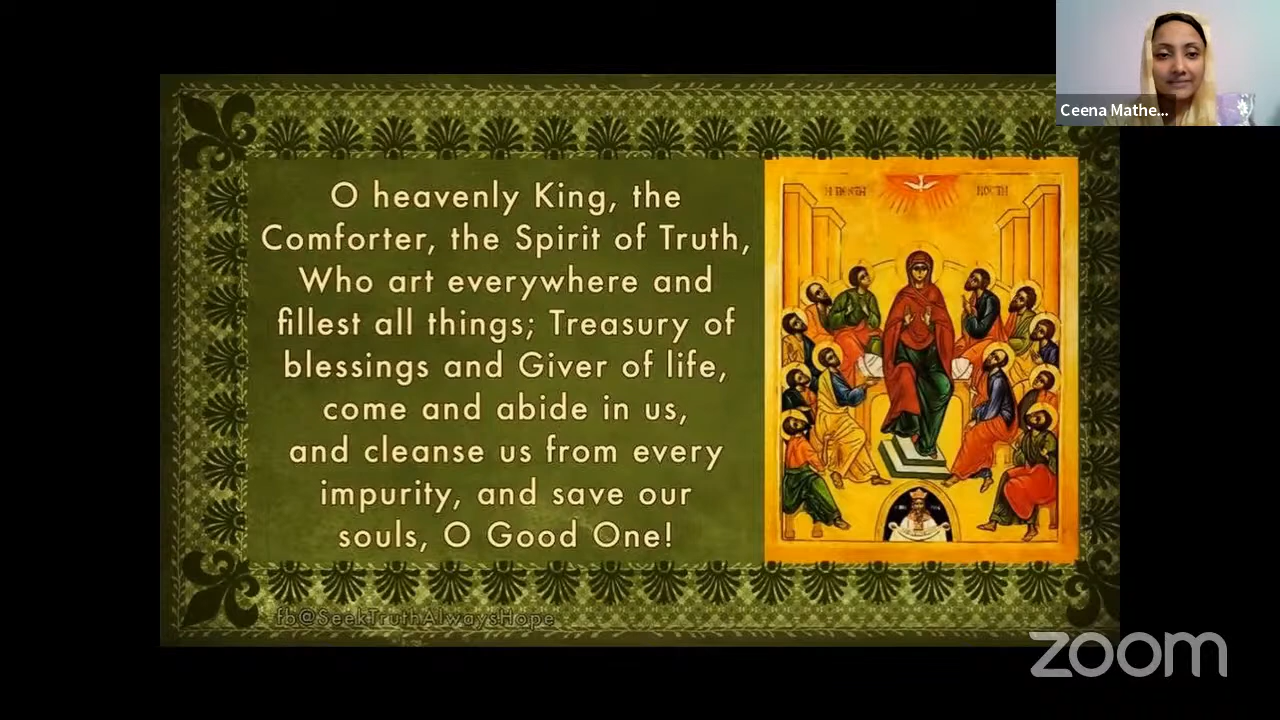 Ceena Mathe...
O heavenly King, the
Comforter, the Spirit of Truth,
Who art everywhere and
fillest all things; Treasury of
blessings and Giver of life,
come and abide in us,
and cleanse us from every
impurity, and save our
souls, O Good One!
fb@SeekTruthAlwaysHope
zoom